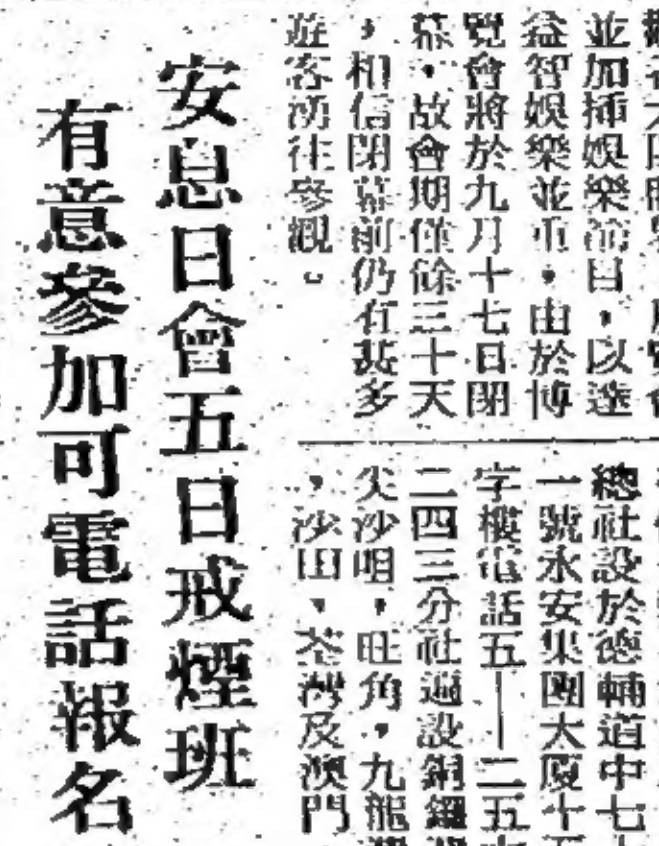 並加插娛樂節目，以達
益智娛樂並重，由於博
覽會將於九月十七日閉
幕，故會期僅餘三十天
，相信閉幕前仍有甚多
遊客湧往參觀。
總社設於德輔道中七
一號永安集團大廈十
字樓電話五——二五
二四三分社遍設銅鑼
尖沙咀，旺角，九龍
，沙田、荃灣及澳門
安息日會五日戒煙班
有意參加可電話報名